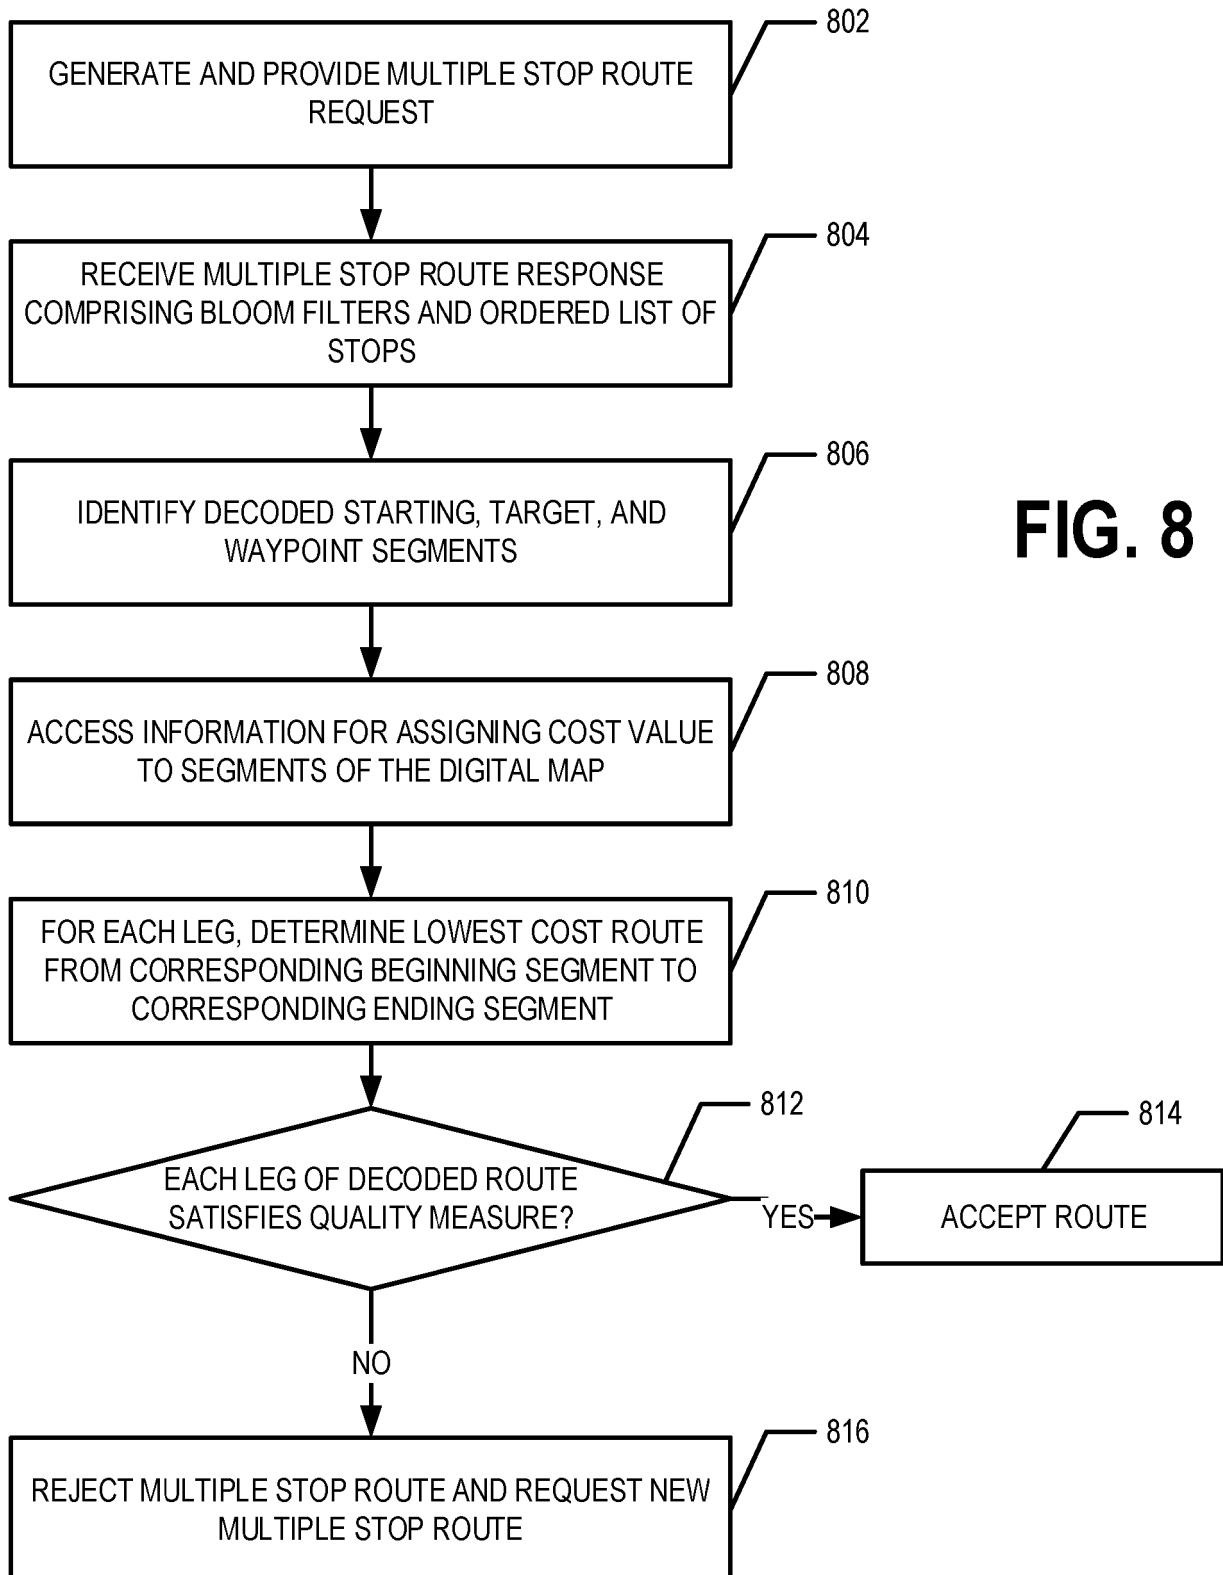 802
GENERATE AND PROVIDE MULTIPLE STOP ROUTE
REQUEST
804
RECEIVE MULTIPLE STOP ROUTE RESPONSE
COMPRISING BLOOM FILTERS AND ORDERED LIST OF
STOPS
806
IDENTIFY DECODED STARTING, TARGET, AND
WAYPOINT SEGMENTS
FIG. 8
808
ACCESS INFORMATION FOR ASSIGNING COST VALUE
TO SEGMENTS OF THE DIGITAL MAP
810
FOR EACH LEG, DETERMINE LOWEST COST ROUTE
FROM CORRESPONDING BEGINNING SEGMENT TO
CORRESPONDING ENDING SEGMENT
812
EACH LEG OF DECODED ROUTE
SATISFIES QUALITY MEASURE?
YES
814
ACCEPT ROUTE
NO
816
REJECT MULTIPLE STOP ROUTE AND REQUEST NEW
MULTIPLE STOP ROUTE